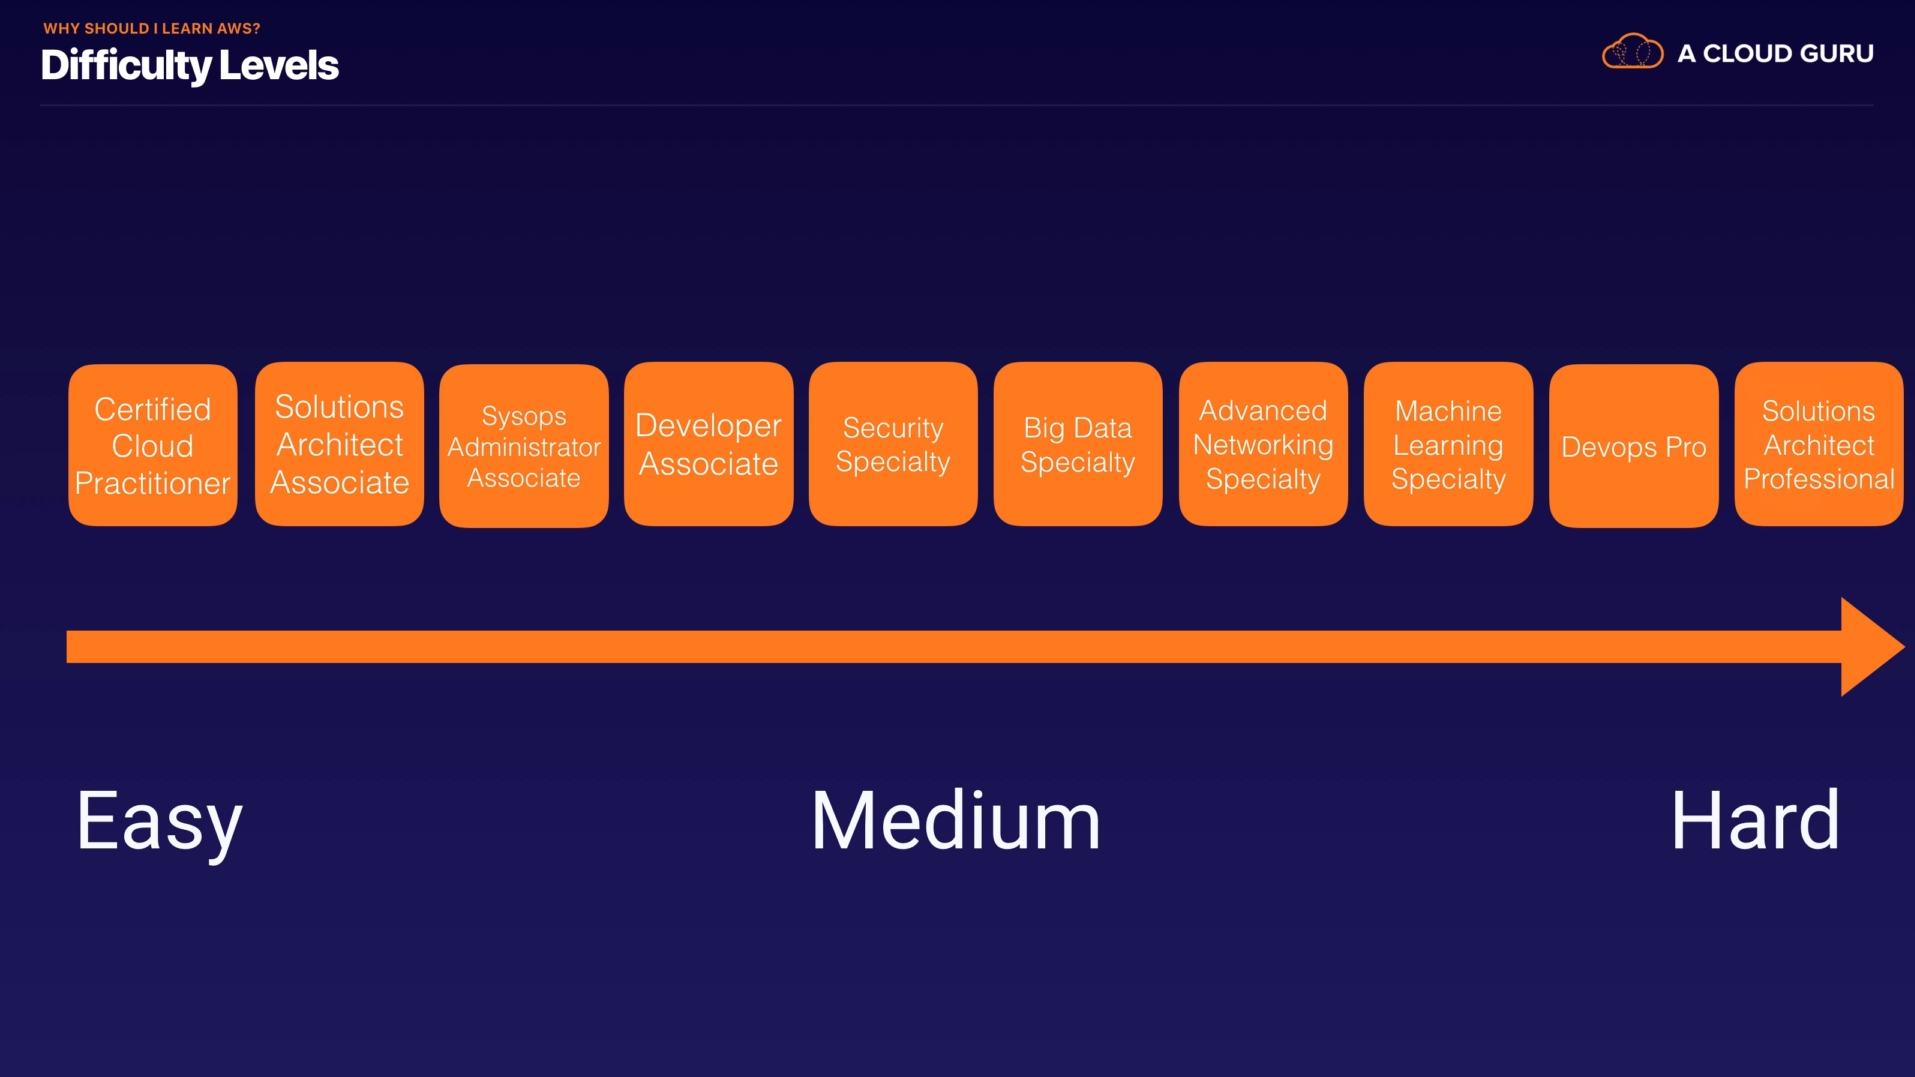 WHY SHOULD I LEARN AWS?
Difficulty Levels
A CLOUD GURU
Certified
Cloud
Practitioner
Solutions
Architect
Associate
Sysops
Administrator
Associate
Developer
Associate
Security
Specialty
Big Data
Specialty
Advanced
Networking
Specialty
Machine
Learning
Specialty
Devops Pro
Solutions
Architect
Professional
Easy
Medium
Hard